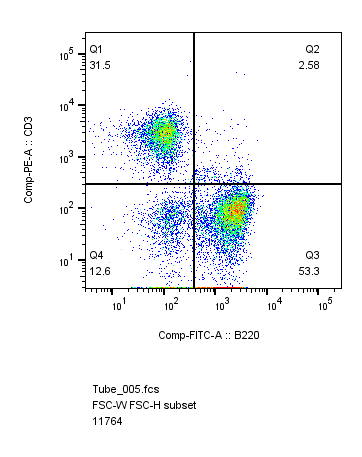 Q1
31.5
Q2
2.58
10^5
10^4
10^3
10^2
10^1
Q4
12.6
Q3
53.3
10^1
10^2
10^3
10^4
10^5
Comp-PE-A :: CD3
Comp-FITC-A :: B220
Tube_005.fcs
FSC-W FSC-H subset
11764